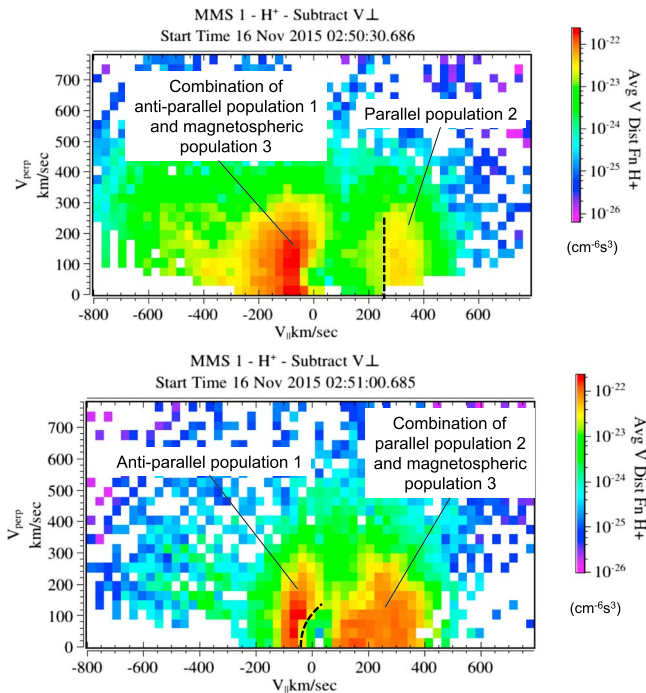 MMS 1 - H⁺ - Subtract V⊥
Start Time 16 Nov 2015 02:50:30.686
Combination of
anti-parallel population 1
and magnetospheric
population 3
Parallel population 2
V_perp
km/sec
800
700
600
500
400
300
200
100
0
-800 -600 -400 -200 0 200 400 600
V_||km/sec
10⁻²²
10⁻²³
10⁻²⁴
10⁻²⁵
10⁻²⁶
Avg V Dist Fn H+
(cm⁻⁶s³)
MMS 1 - H⁺ - Subtract V⊥
Start Time 16 Nov 2015 02:51:00.685
Anti-parallel population 1
Combination of
parallel population 2
and magnetospheric
population 3
V_perp
km/sec
700
600
500
400
300
200
100
0
-800 -600 -400 -200 0 200 400 600
V_||km/sec
10⁻²²
10⁻²³
10⁻²⁴
10⁻²⁵
10⁻²⁶
Avg V Dist Fn H+
(cm⁻⁶s³)